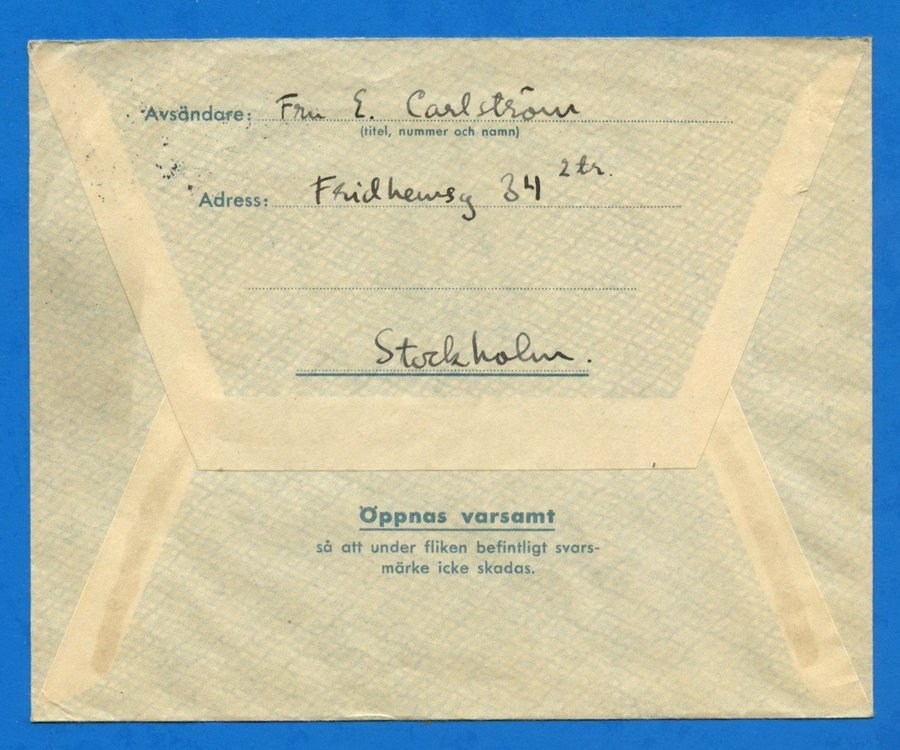 Avsändare: Fru E. Carlström
(titel, nummer och namn)
2 tr.
Adress: Fridhemsg 34
Stockholm.
Öppnas varsamt
så att under fliken befintligt svars-
märke icke skadas.